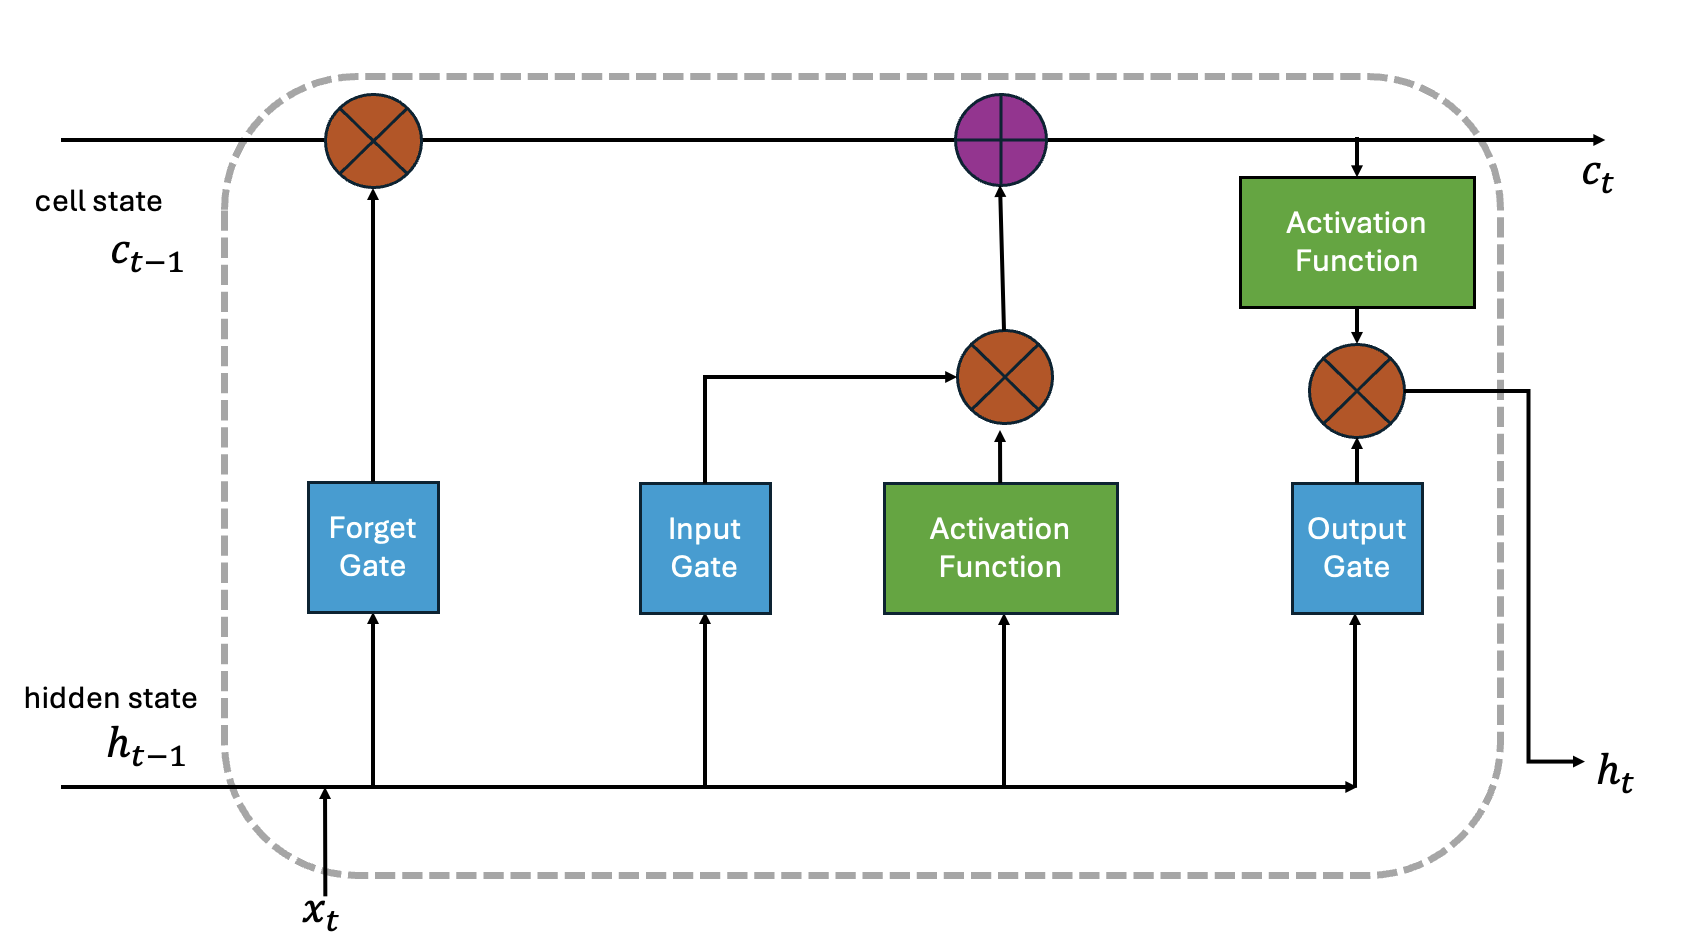 cell state
c_{t−1}
c_t
Activation
Function
Forget
Gate
Input
Gate
Activation
Function
Output
Gate
hidden state
h_{t−1}
h_t
x_t